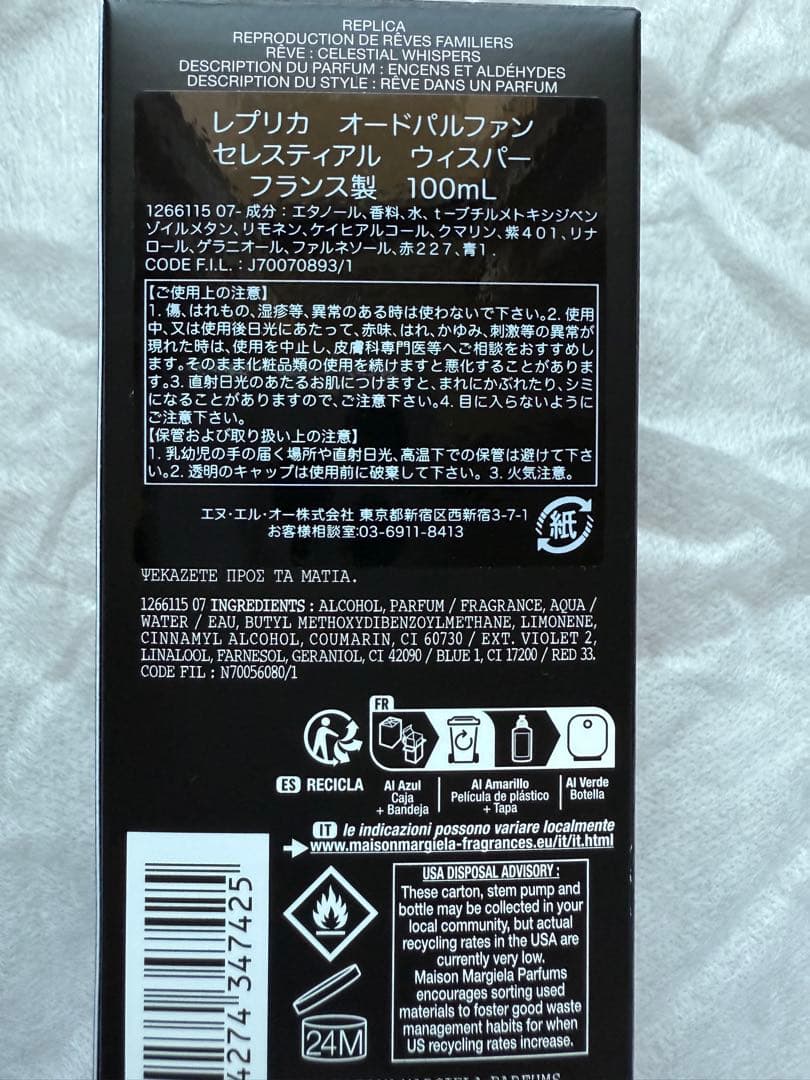 REPLICA
REPRODUCTION DE RÊVES FAMILIERS
RÊVE : CELESTIAL WHISPERS
DESCRIPTION DU PARFUM : ENCENS ET ALDÉHYDES
DESCRIPTION DU STYLE : RÊVE DANS UN PARFUM
レプリカ オードパルファン
セレスティアル ウィスパー
フランス製 100mL
1266115 07- 成分：エタノール、香料、水、t－ブチルメトキシジベン
ゾイルメタン、リモネン、ケイヒアルコール、クマリン、紫401、リナ
ロール、ゲラニオール、ファルネソール、赤227、青1.
CODE F.I.L. : J70070893/1
【ご使用上の注意】
1. 傷、はれもの、湿疹等、異常のある時は使わないで下さい。2. 使用
中、又は使用後日光にあたって、赤味、はれ、かゆみ、刺激等の異常が
現れた時は、使用を中止し、皮膚科専門医等へご相談をおすすめし
ます。そのまま化粧品類の使用を続けますと悪化することがありま
す。3. 直射日光のあたるお肌につけますと、まれにかぶれたり、シミ
になることがありますので、ご注意下さい。4. 目に入らないように
ご注意下さい。
【保管および取り扱い上の注意】
1. 乳幼児の手の届く場所や直射日光、高温下での保管は避けて下さ
い。2. 透明のキャップは使用前に破棄して下さい。 3. 火気注意。
エヌ・エル・オー株式会社 東京都新宿区西新宿3-7-1
お客様相談室:03-6911-8413
紙
ΨΕΚΑΖΕΤΕ ΠΡΟΣ ΤΑ ΜΑΤΙΑ.
1266115 07 INGREDIENTS : ALCOHOL, PARFUM / FRAGRANCE, AQUA /
WATER / EAU, BUTYL METHOXYDIBENZOYLMETHANE, LIMONENE,
CINNAMYL ALCOHOL, COUMARIN, CI 60730 / EXT. VIOLET 2,
LINALOOL, FARNESOL, GERANIOL, CI 42090 / BLUE 1, CI 17200 / RED 33.
CODE FIL : N70056080/1
FR
ES RECICLA
Al Azul
Caja
+ Bandeja
Al Amarillo
Película de plástico
+ Tapa
Al Verde
Botella
IT le indicazioni possono variare localmente
www.maisonmargiela-fragrances.eu/it/it.html
USA DISPOSAL ADVISORY :
These carton, stem pump and
bottle may be collected in your
local community, but actual
recycling rates in the USA are
currently very low.
Maison Margiela Parfums
encourages sorting used
materials to foster good waste
management habits for when
US recycling rates increase.
4274 347425
24M